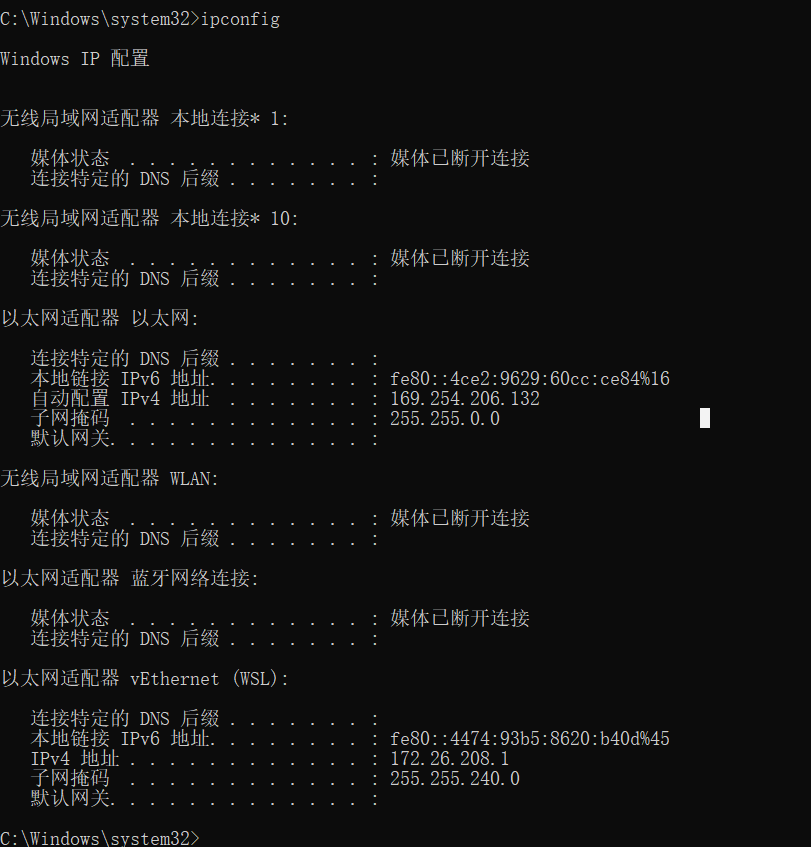 C:\Windows\system32>ipconfig
Windows IP 配置
无线局域网适配器 本地连接* 1:
媒体状态  . . . . . . . . . . . . : 媒体已断开连接
连接特定的 DNS 后缀 . . . . . . . :
无线局域网适配器 本地连接* 10:
媒体状态  . . . . . . . . . . . . : 媒体已断开连接
连接特定的 DNS 后缀 . . . . . . . :
以太网适配器 以太网:
连接特定的 DNS 后缀 . . . . . . . :
本地链接 IPv6 地址. . . . . . . . : fe80::4ce2:9629:60cc:ce84%16
自动配置 IPv4 地址  . . . . . . . : 169.254.206.132
子网掩码  . . . . . . . . . . . . : 255.255.0.0
默认网关. . . . . . . . . . . . . :
无线局域网适配器 WLAN:
媒体状态  . . . . . . . . . . . . : 媒体已断开连接
连接特定的 DNS 后缀 . . . . . . . :
以太网适配器 蓝牙网络连接:
媒体状态  . . . . . . . . . . . . : 媒体已断开连接
连接特定的 DNS 后缀 . . . . . . . :
以太网适配器 vEthernet (WSL):
连接特定的 DNS 后缀 . . . . . . . :
本地链接 IPv6 地址. . . . . . . . : fe80::4474:93b5:8620:b40d%45
IPv4 地址 . . . . . . . . . . . . : 172.26.208.1
子网掩码  . . . . . . . . . . . . : 255.255.240.0
默认网关. . . . . . . . . . . . . :
C:\Windows\system32>